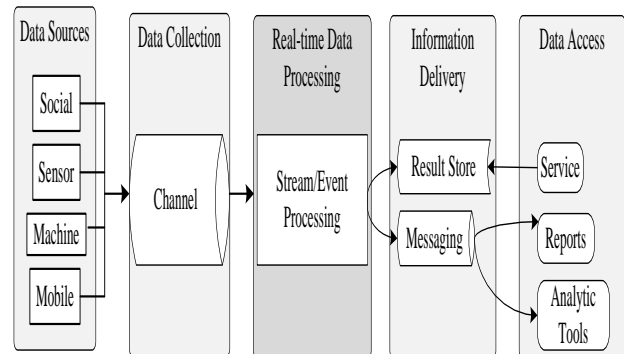 Data Sources
Social
Sensor
Machine
Mobile
Data Collection
Channel
Real-time Data
Processing
Stream/Event
Processing
Information
Delivery
Result Store
Messaging
Data Access
Service
Reports
Analytic
Tools